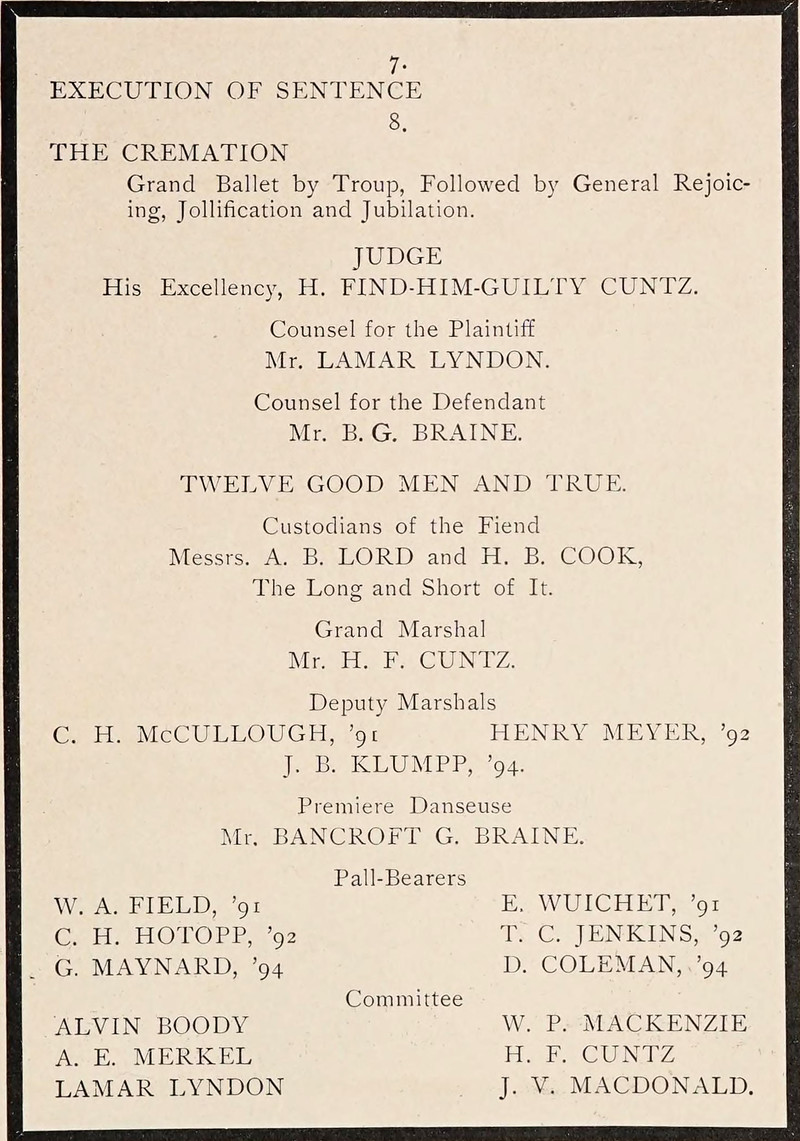 7.
EXECUTION OF SENTENCE
8.
THE CREMATION
Grand Ballet by Troup, Followed by General Rejoic-
ing, Jollification and Jubilation.
JUDGE
His Excellency, H. FIND-HIM-GUILTY CUNTZ.
Counsel for the Plaintiff
Mr. LAMAR LYNDON.
Counsel for the Defendant
Mr. B. G. BRAINE.
TWELVE GOOD MEN AND TRUE.
Custodians of the Fiend
Messrs. A. B. LORD and H. B. COOK,
The Long and Short of It.
Grand Marshal
Mr. H. F. CUNTZ.
Deputy Marshals
C. H. McCULLOUGH, ’91 HENRY MEYER, ’92
J. B. KLUMPP, ’94.
Premiere Danseuse
Mr. BANCROFT G. BRAINE.
Pall-Bearers
W. A. FIELD, ’91 E. WUICHET, ’91
C. H. HOTOPP, ’92 T. C. JENKINS, ’92
G. MAYNARD, ’94 D. COLEMAN, ’94
Committee
ALVIN BOODY W. P. MACKENZIE
A. E. MERKEL H. F. CUNTZ
LAMAR LYNDON J. V. MACDONALD.